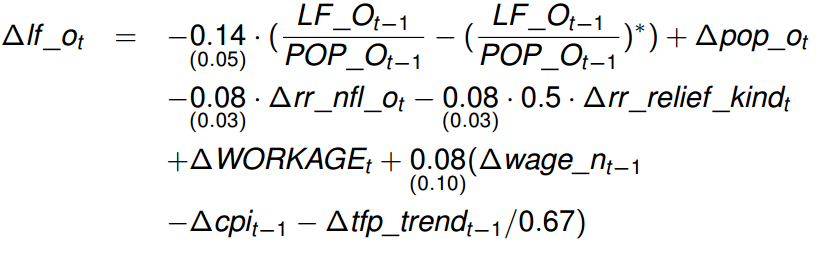 Δlf_o_t = −0.14 · (LF_O_{t−1}/POP_O_{t−1} − (LF_O_{t−1}/POP_O_{t−1})*) + Δpop_o_t
(0.05)
−0.08 · Δrr_nfl_o_t − 0.08 · 0.5 · Δrr_relief_kind_t
(0.03) (0.03)
+ΔWORKAGE_t + 0.08(Δwage_n_{t−1}
(0.10)
−Δcpi_{t−1} − Δtfp_trend_{t−1}/0.67)